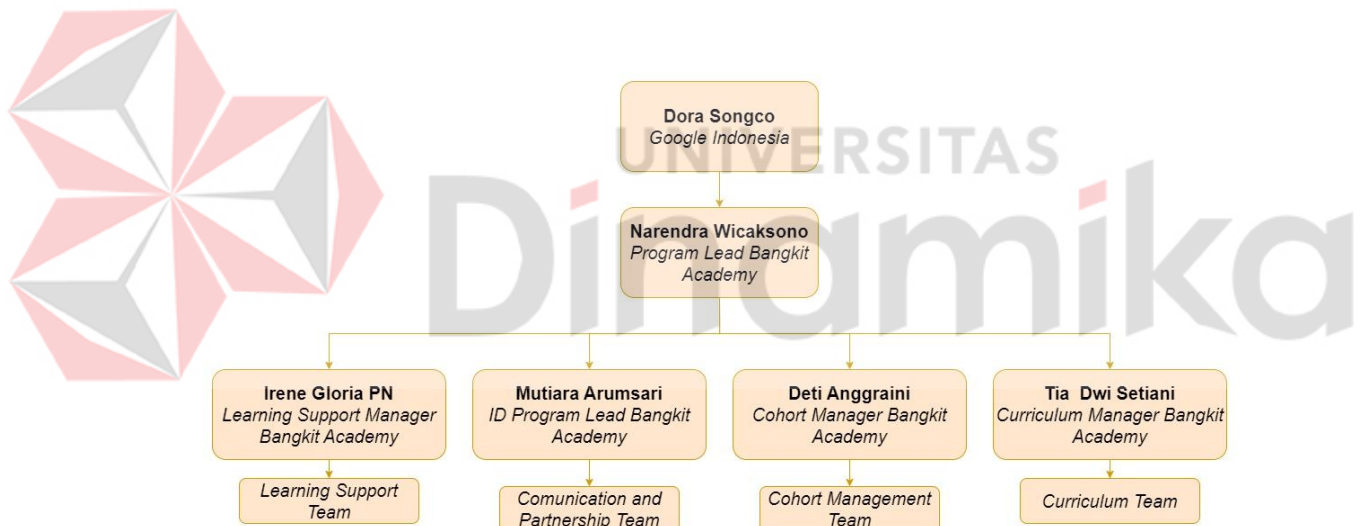 UNIVERSITAS
Dinamika
Dora Songco
Google Indonesia
Narendra Wicaksono
Program Lead Bangkit
Academy
Irene Gloria PN
Learning Support Manager
Bangkit Academy
Mutiara Arumsari
ID Program Lead Bangkit
Academy
Deti Anggraini
Cohort Manager Bangkit
Academy
Tia Dwi Setiani
Curriculum Manager Bangkit
Academy
Learning Support
Team
Comunication and
Partnership Team
Cohort Management
Team
Curriculum Team